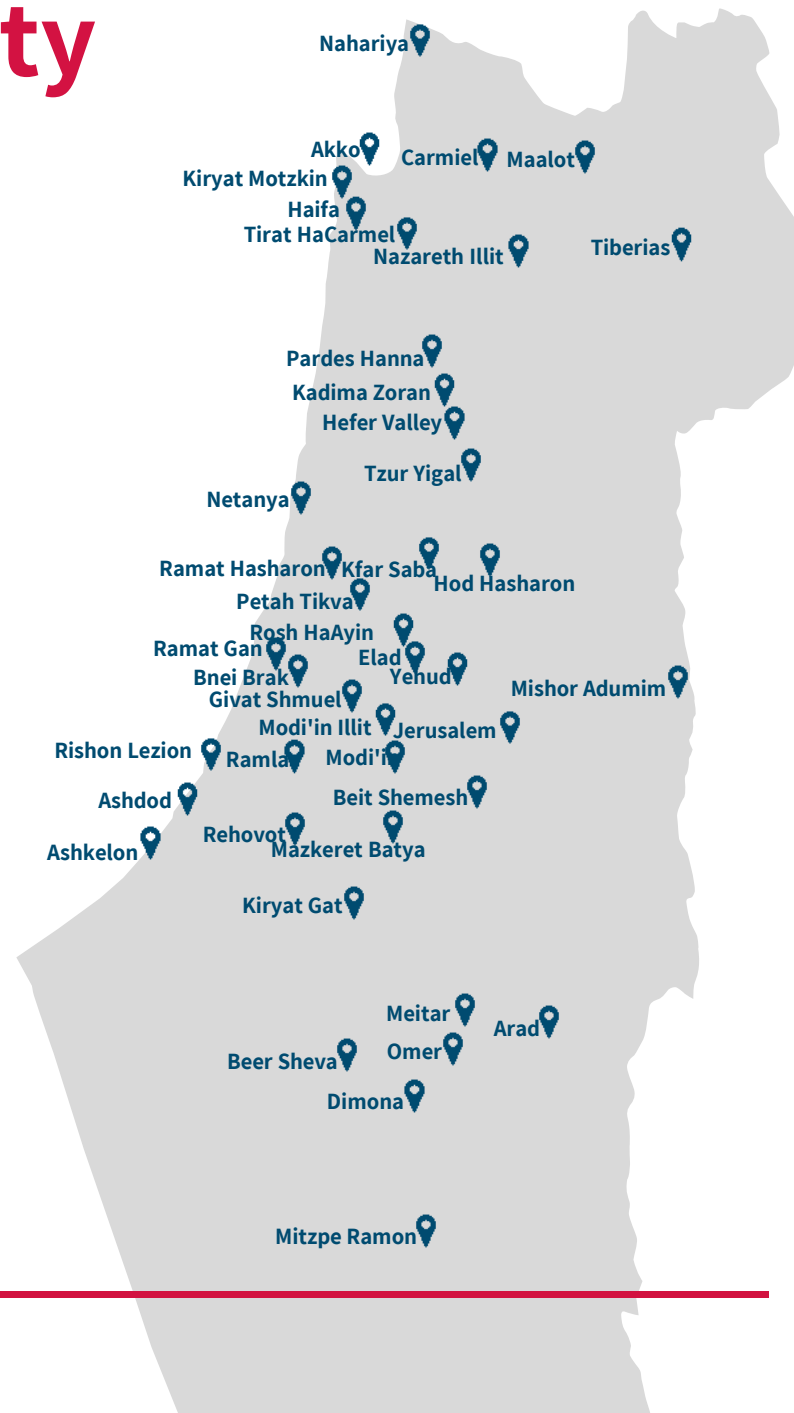 ty
Nahariya
Akko
Carmiel
Maalot
Kiryat Motzkin
Haifa
Tirat HaCarmel
Nazareth Illit
Tiberias
Pardes Hanna
Kadima Zoran
Hefer Valley
Tzur Yigal
Netanya
Ramat Hasharon
Kfar Saba
Hod Hasharon
Petah Tikva
Rosh HaAyin
Ramat Gan
Elad
Yehud
Bnei Brak
Mishor Adumim
Givat Shmuel
Modi'in Illit
Jerusalem
Rishon Lezion
Ramla
Modi'in
Beit Shemesh
Ashdod
Rehovot
Mazkeret Batya
Ashkelon
Kiryat Gat
Meitar
Arad
Omer
Beer Sheva
Dimona
Mitzpe Ramon